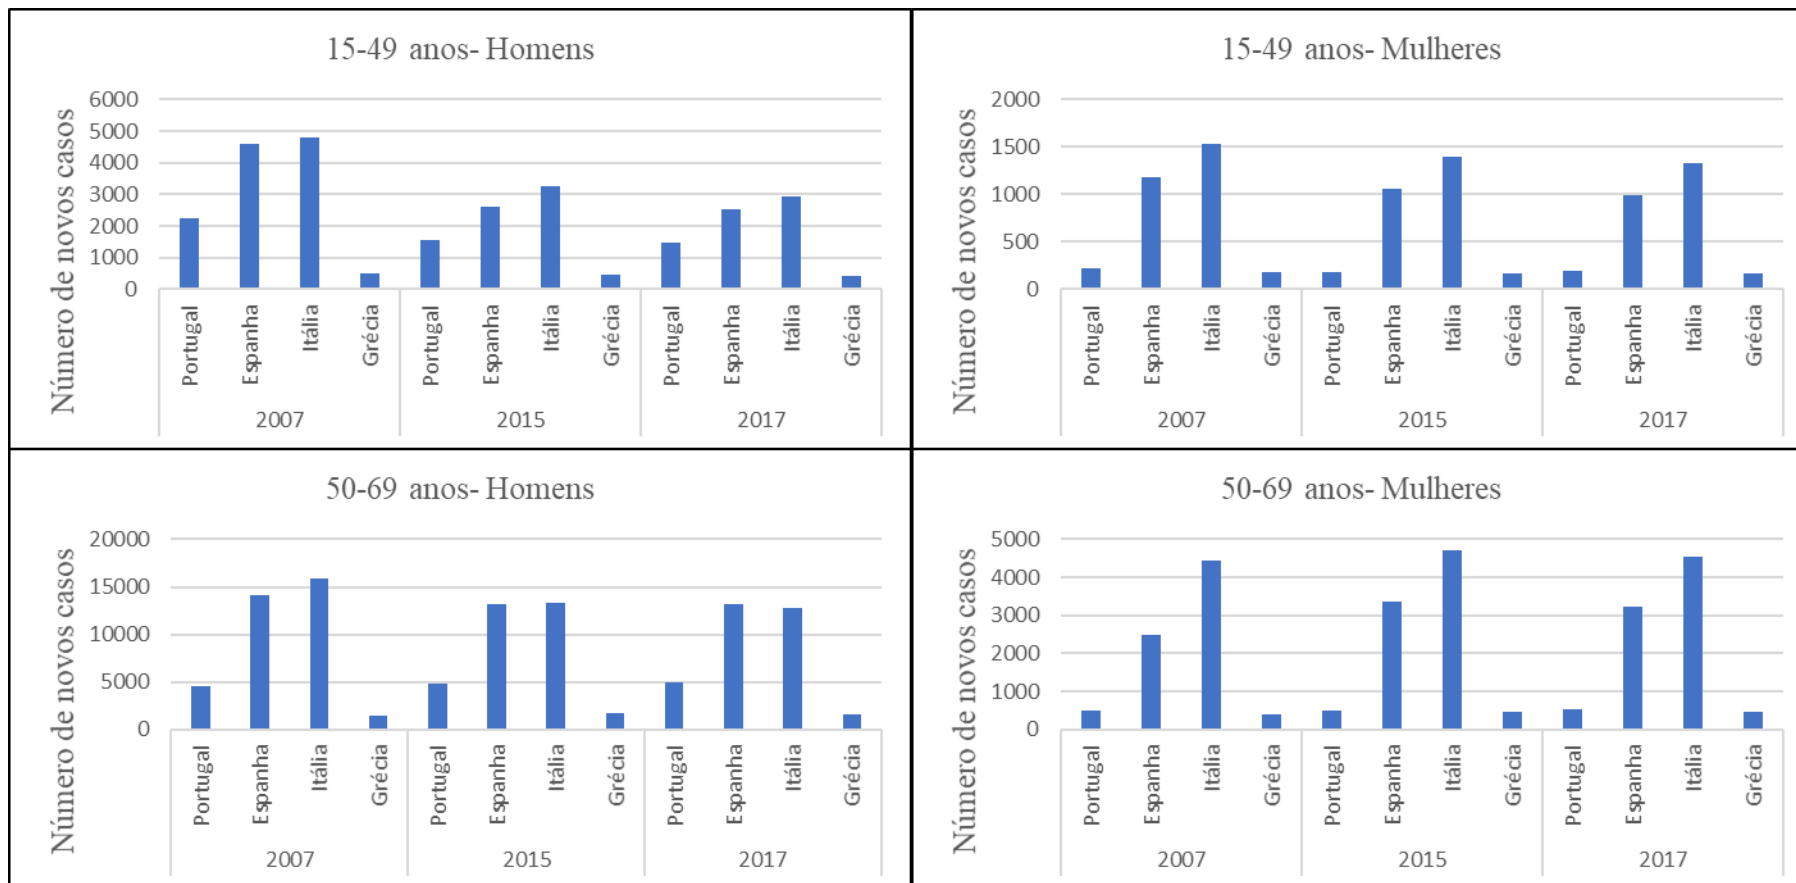 15-49 anos- Homens
Número de novos casos
6000
5000
4000
3000
2000
1000
0
Portugal
Espanha
Itália
Grécia
Portugal
Espanha
Itália
Grécia
Portugal
Espanha
Itália
Grécia
2007
2015
2017
15-49 anos- Mulheres
Número de novos casos
2000
1500
1000
500
0
Portugal
Espanha
Itália
Grécia
Portugal
Espanha
Itália
Grécia
Portugal
Espanha
Itália
Grécia
2007
2015
2017
50-69 anos- Homens
Número de novos casos
20000
15000
10000
5000
0
Portugal
Espanha
Itália
Grécia
Portugal
Espanha
Itália
Grécia
Portugal
Espanha
Itália
Grécia
2007
2015
2017
50-69 anos- Mulheres
Número de novos casos
5000
4000
3000
2000
1000
0
Portugal
Espanha
Itália
Grécia
Portugal
Espanha
Itália
Grécia
Portugal
Espanha
Itália
Grécia
2007
2015
2017